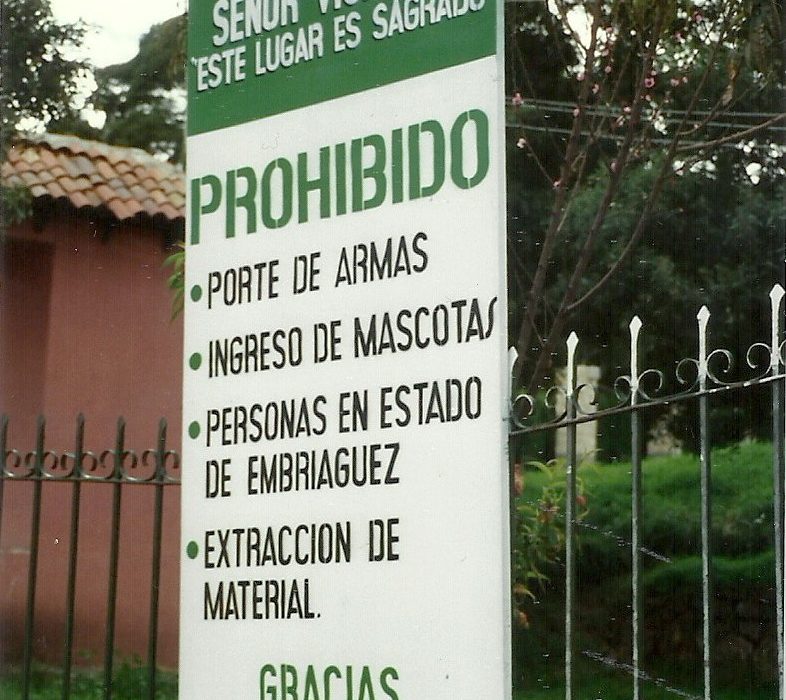 SEÑOR
"ESTE LUGAR ES SAGRADO
PROHIBIDO
• PORTE DE ARMAS
• INGRESO DE MASCOTAS
• PERSONAS EN ESTADO
DE EMBRIAGUEZ
• EXTRACCION DE
MATERIAL.
GRACIAS